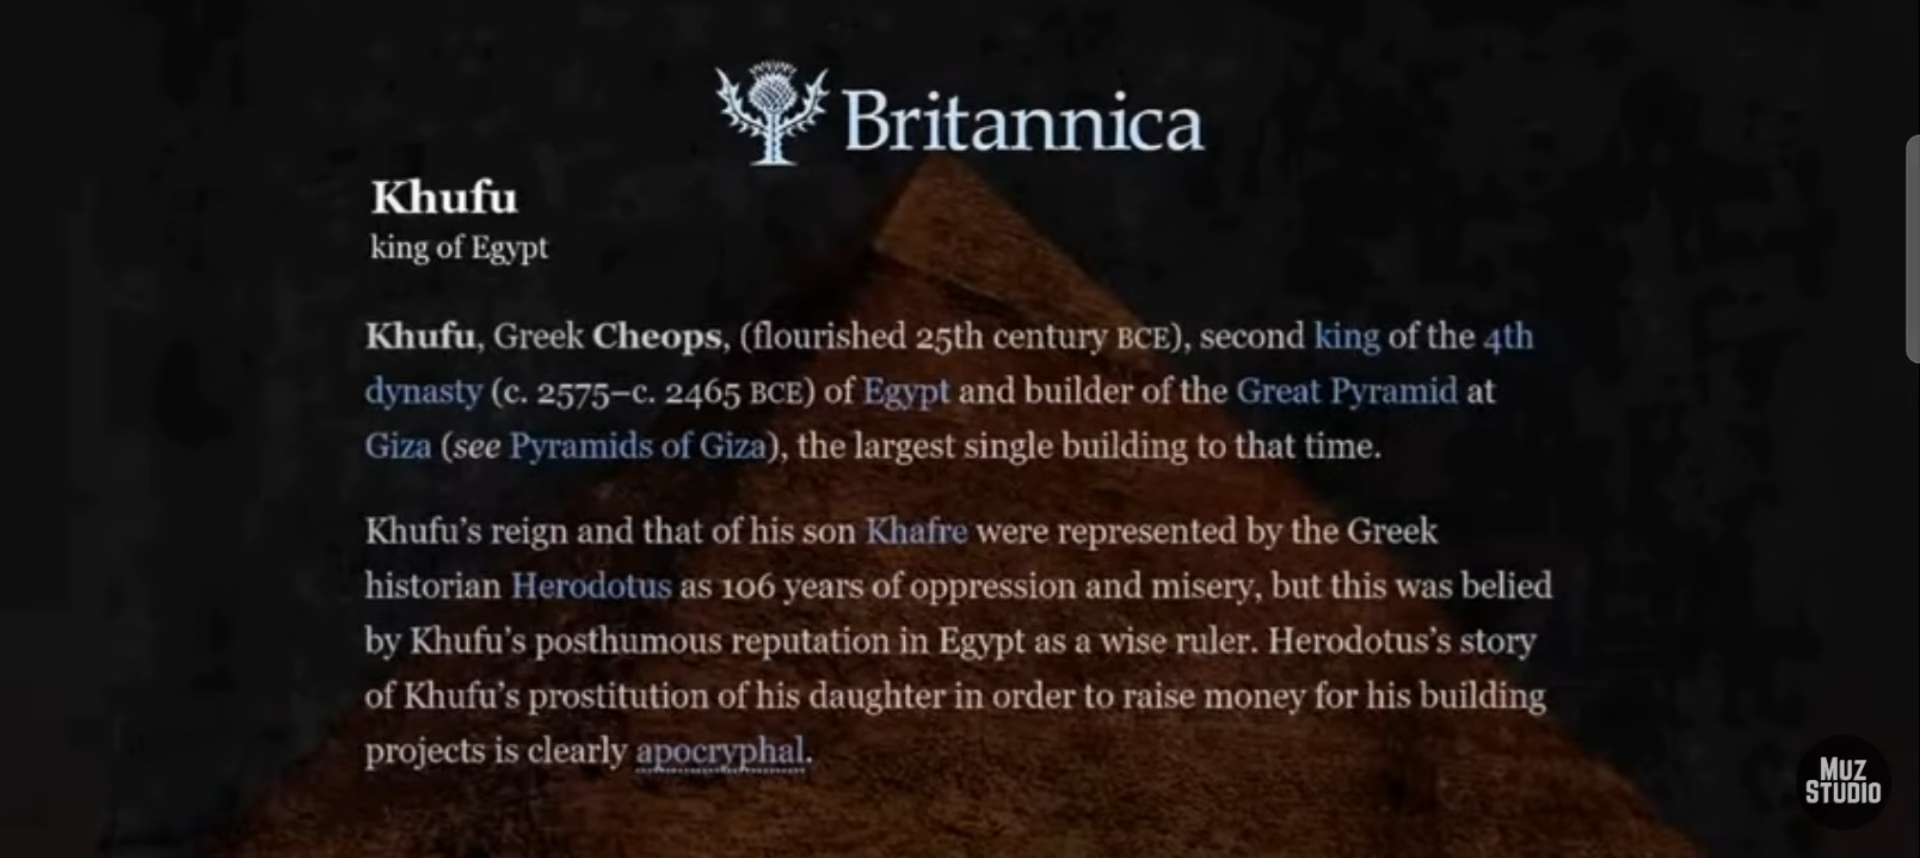 Britannica
Khufu
king of Egypt
Khufu, Greek Cheops, (flourished 25th century BCE), second king of the 4th
dynasty (c. 2575–c. 2465 BCE) of Egypt and builder of the Great Pyramid at
Giza (see Pyramids of Giza), the largest single building to that time.
Khufu’s reign and that of his son Khafre were represented by the Greek
historian Herodotus as 106 years of oppression and misery, but this was belied
by Khufu’s posthumous reputation in Egypt as a wise ruler. Herodotus’s story
of Khufu’s prostitution of his daughter in order to raise money for his building
projects is clearly apocryphal.
MUZ
STUDIO